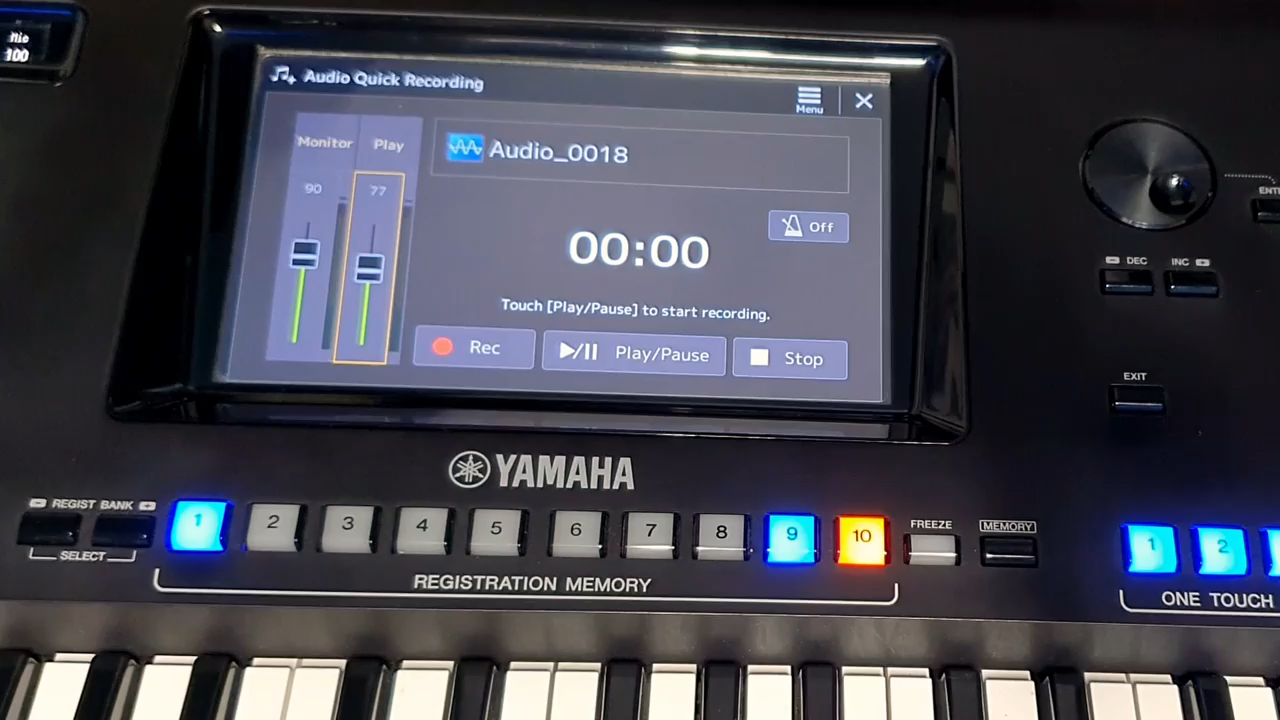 Mic
100
Audio Quick Recording
Menu
Monitor Play
90 77
Audio_0018
Off
00:00
Touch [Play/Pause] to start recording.
Rec
Play/Pause
Stop
DEC INC
EXIT
YAMAHA
REGIST BANK
SELECT
1 2 3 4 5 6 7 8 9 10
FREEZE
MEMORY
REGISTRATION MEMORY
1 2
ONE TOUCH